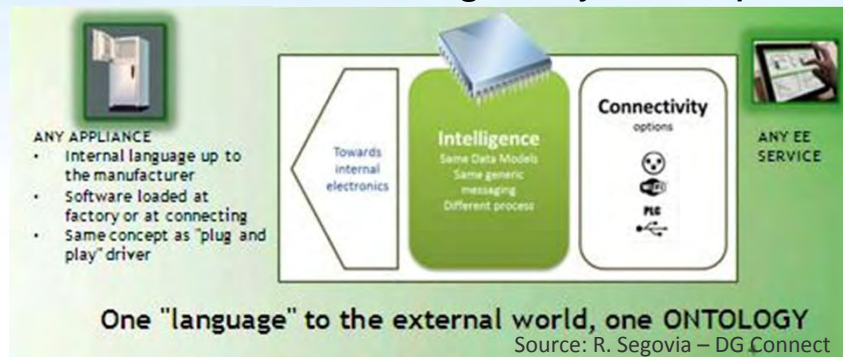 ANY APPLIANCE
• Internal language up to
the manufacturer
• Software loaded at
factory or at connecting
• Same concept as "plug and
play" driver
Towards
internal
electronics
Intelligence
Same Data Models
Same generic
messaging
Different process
Connectivity
options
WiFi
PLC
ANY EE
SERVICE
One "language" to the external world, one ONTOLOGY
Source: R. Segovia – DG Connect